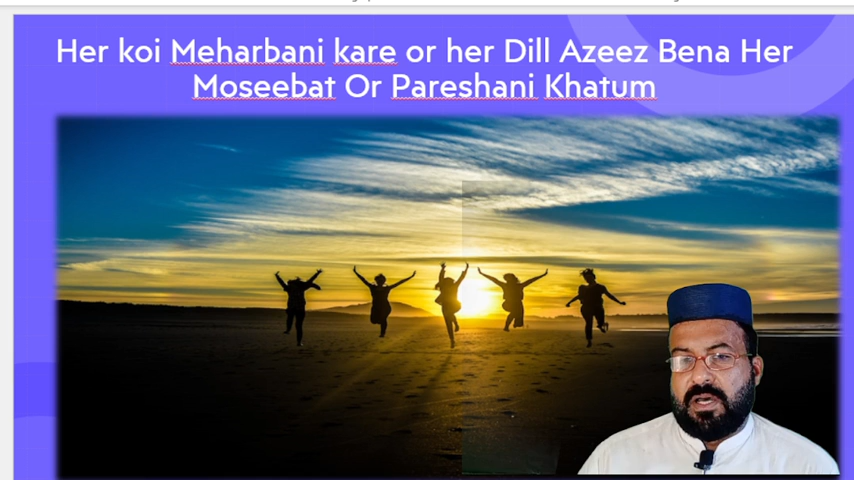 Her koi Meharbani kare or her Dill Azeez Bena Her
Moseebat Or Pareshani Khatum